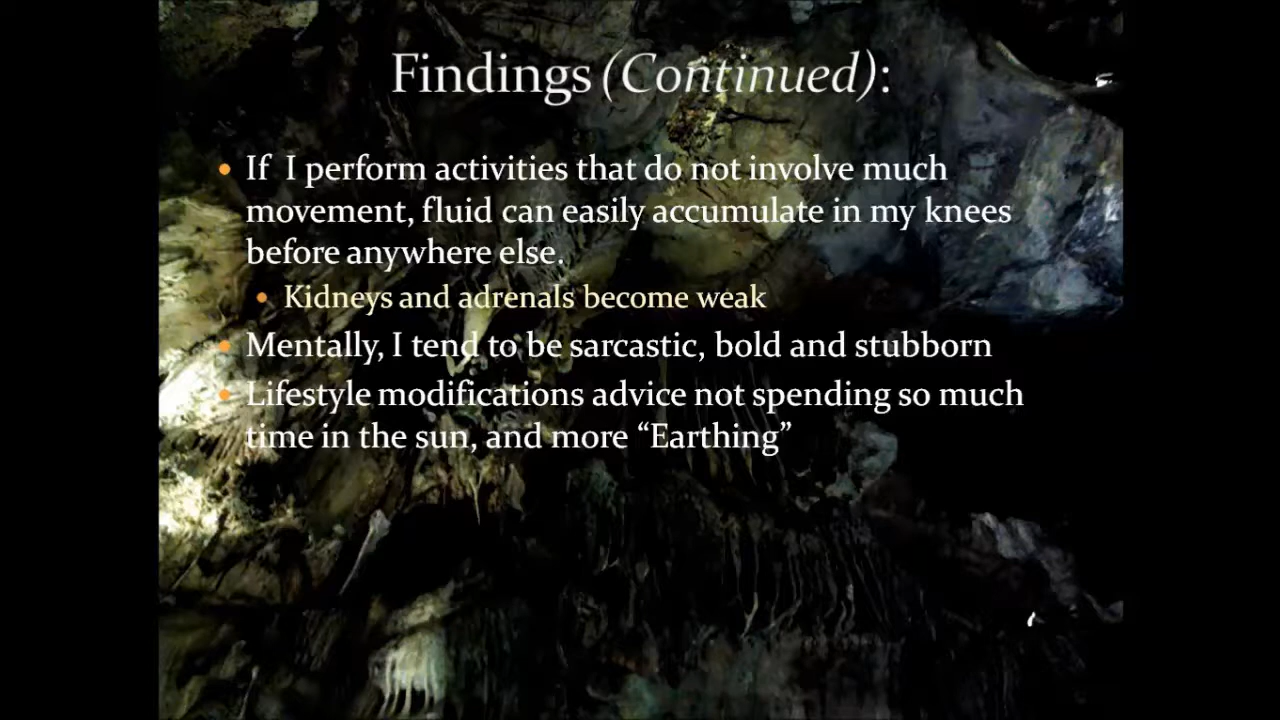 Findings (Continued):
If I perform activities that do not involve much
movement, fluid can easily accumulate in my knees
before anywhere else.
Kidneys and adrenals become weak
Mentally, I tend to be sarcastic, bold and stubborn
Lifestyle modifications advice not spending so much
time in the sun, and more “Earthing”